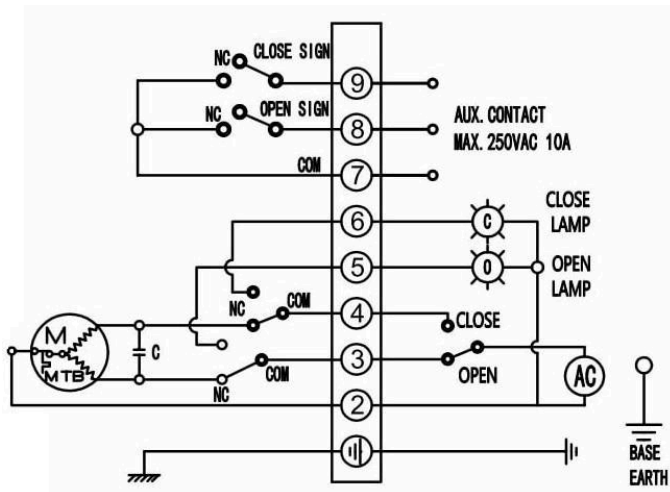 NC CLOSE SIGN
9
NC OPEN SIGN
8
AUX. CONTACT
MAX. 250VAC 10A
COM
7
6
C
CLOSE
LAMP
5
O
OPEN
LAMP
NC
COM
4
CLOSE
M
MTB
C
NC
COM
3
OPEN
AC
2
BASE
EARTH